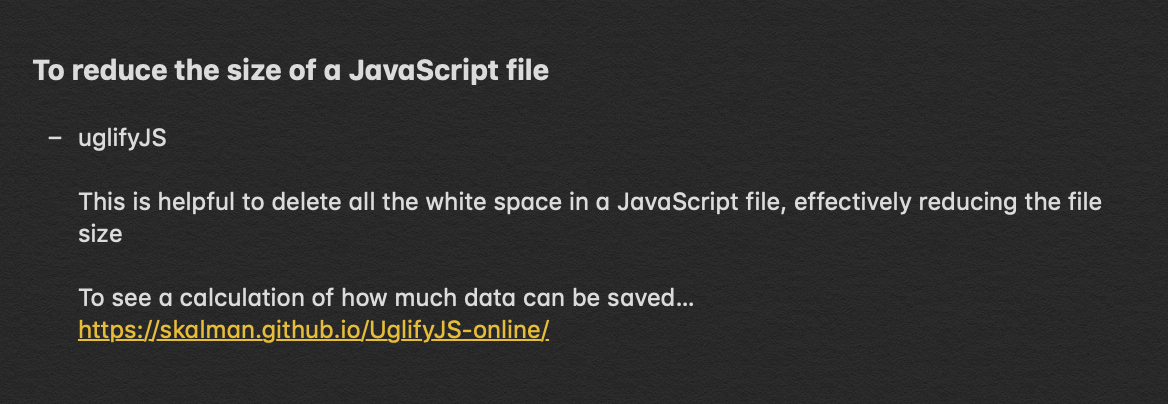 To reduce the size of a JavaScript file
– uglifyJS
This is helpful to delete all the white space in a JavaScript file, effectively reducing the file
size
To see a calculation of how much data can be saved...
https://skalman.github.io/UglifyJS-online/